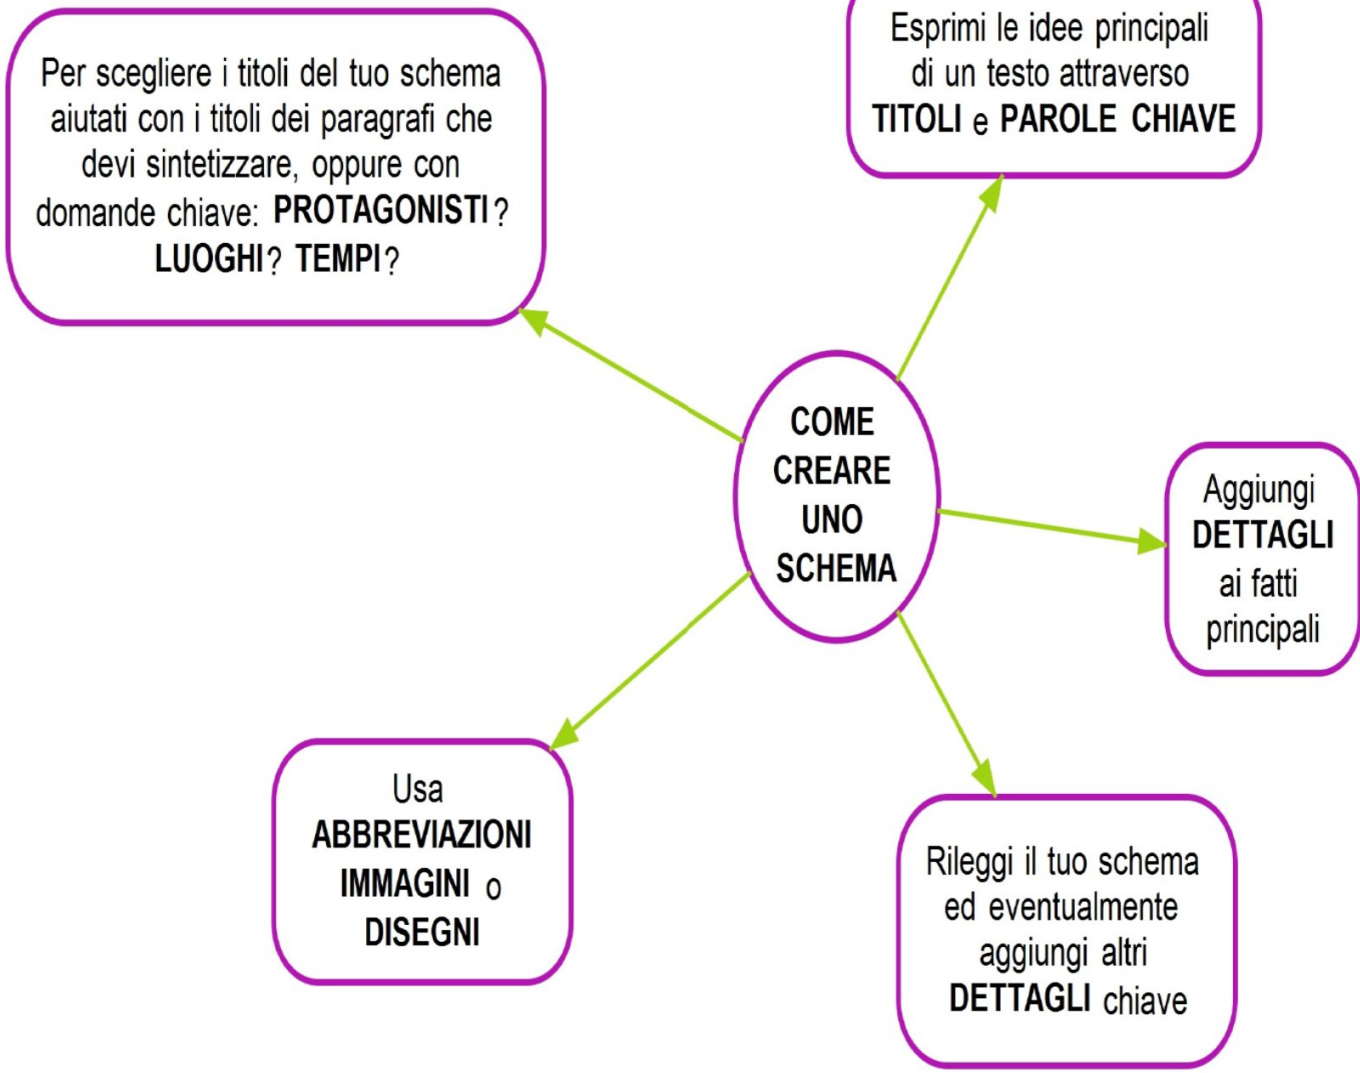 Per scegliere i titoli del tuo schema
aiutati con i titoli dei paragrafi che
devi sintetizzare, oppure con
domande chiave: PROTAGONISTI?
LUOGHI? TEMPI?
Esprimi le idee principali
di un testo attraverso
TITOLI e PAROLE CHIAVE
COME
CREARE
UNO
SCHEMA
Aggiungi
DETTAGLI
ai fatti
principali
Usa
ABBREVIAZIONI
IMMAGINI o
DISEGNI
Rileggi il tuo schema
ed eventualmente
aggiungi altri
DETTAGLI chiave